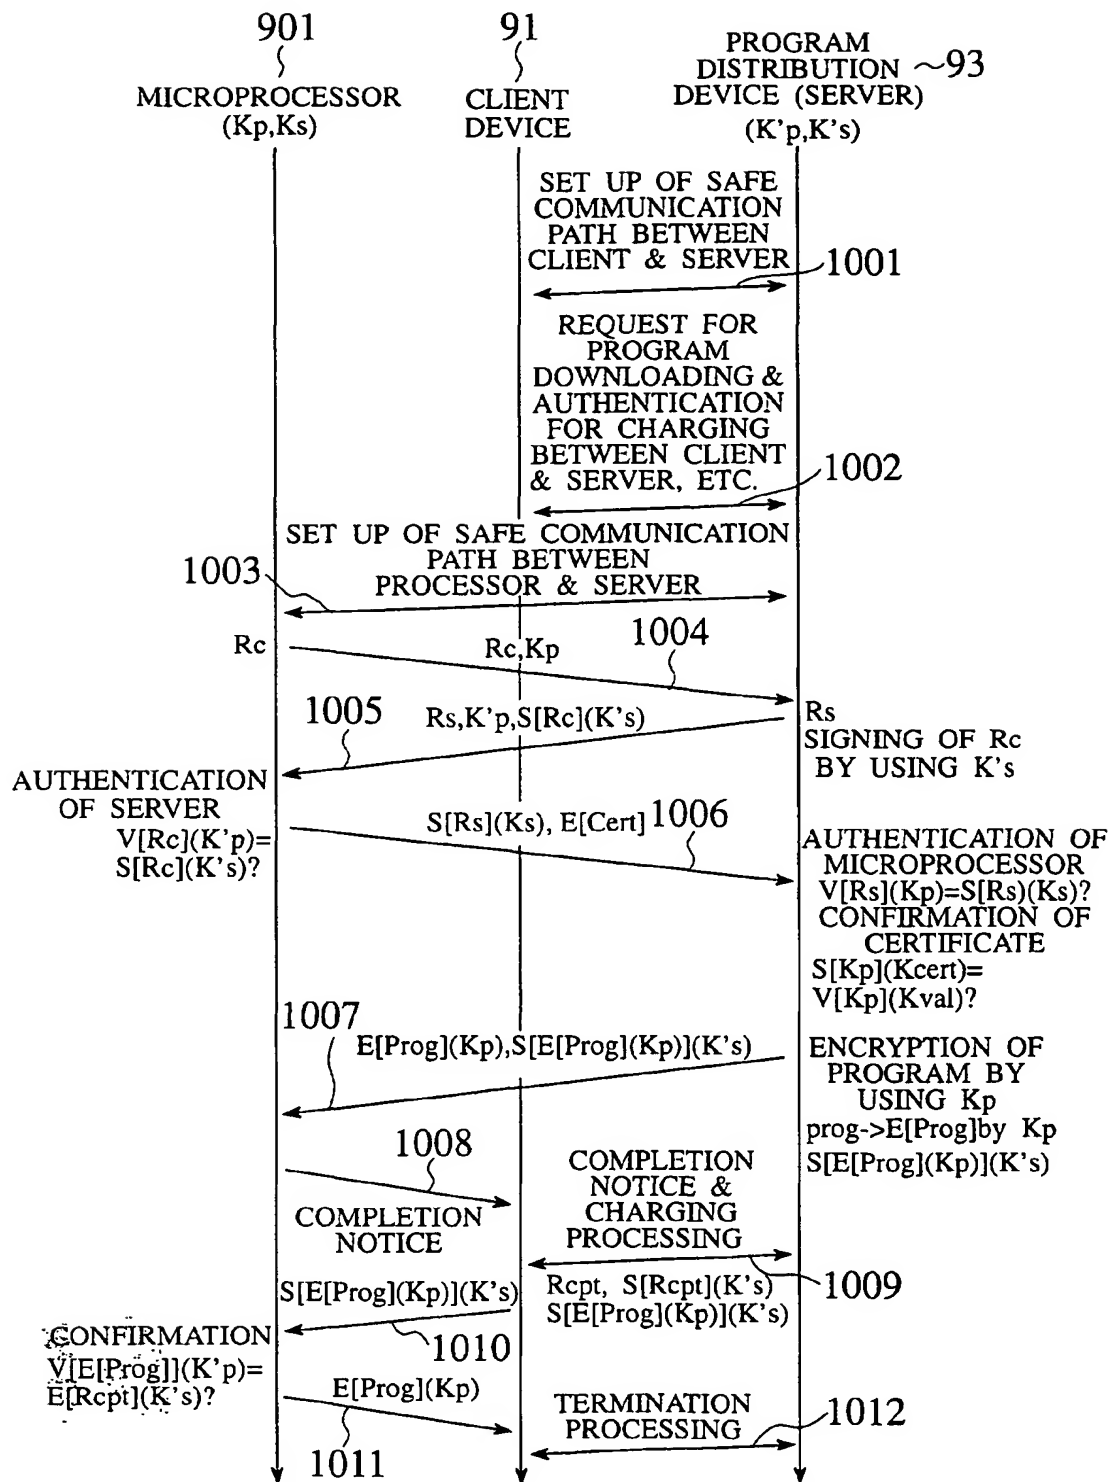 901
MICROPROCESSOR
(Kp,Ks)
91
CLIENT
DEVICE
PROGRAM
DISTRIBUTION
DEVICE (SERVER)
(K'p,K's)
93
SET UP OF SAFE
COMMUNICATION
PATH BETWEEN
CLIENT & SERVER
1001
REQUEST FOR
PROGRAM
DOWNLOADING &
AUTHENTICATION
FOR CHARGING
BETWEEN CLIENT
& SERVER, ETC.
1002
SET UP OF SAFE COMMUNICATION
PATH BETWEEN
PROCESSOR & SERVER
1003
Rc
Rc,Kp
1004
Rs
SIGNING OF Rc
BY USING K's
1005
Rs,K'p,S[Rc](K's)
AUTHENTICATION
OF SERVER
V[Rc](K'p)=
S[Rc](K's)?
S[Rs](Ks), E[Cert]
1006
AUTHENTICATION OF
MICROPROCESSOR
V[Rs](Kp)=S[Rs)(Ks)?
CONFIRMATION OF
CERTIFICATE
S[Kp](Kcert)=
V[Kp](Kval)?
1007
E[Prog](Kp),S[E[Prog](Kp)](K's)
ENCRYPTION OF
PROGRAM BY
USING Kp
prog->E[Prog]by Kp
S[E[Prog](Kp)](K's)
1008
COMPLETION
NOTICE
COMPLETION
NOTICE &
CHARGING
PROCESSING
1009
Rcpt, S[Rcpt](K's)
S[E[Prog](Kp)](K's)
S[E[Prog](Kp)](K's)
1010
CONFIRMATION
V[E[Prog]](K'p)=
E[Rcpt](K's)?
E[Prog](Kp)
1011
TERMINATION
PROCESSING
1012